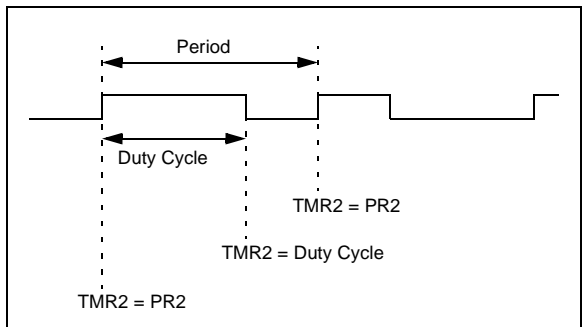 Period
Duty Cycle
TMR2 = PR2
TMR2 = Duty Cycle
TMR2 = PR2